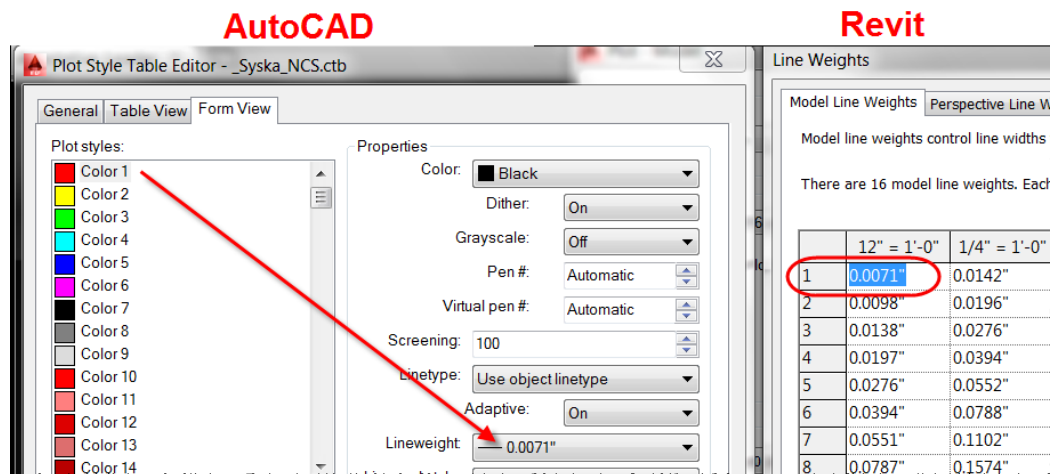 AutoCAD
Plot Style Table Editor - _Syska_NCS.ctb
General Table View Form View
Plot styles:
Color 1
Color 2
Color 3
Color 4
Color 5
Color 6
Color 7
Color 8
Color 9
Color 10
Color 11
Color 12
Color 13
Color 14
Properties
Color: Black
Dither: On
Grayscale: Off
Pen #: Automatic
Virtual pen #: Automatic
Screening: 100
Linetype: Use object linetype
Adaptive: On
Lineweight: 0.0071"
Revit
Line Weights
Model Line Weights Perspective Line W
Model line weights control line widths
There are 16 model line weights. Each
12" = 1'-0" 1/4" = 1'-0"
1 0.0071" 0.0142"
2 0.0098" 0.0196"
3 0.0138" 0.0276"
4 0.0197" 0.0394"
5 0.0276" 0.0552"
6 0.0394" 0.0788"
7 0.0551" 0.1102"
8 0.0787" 0.1574"